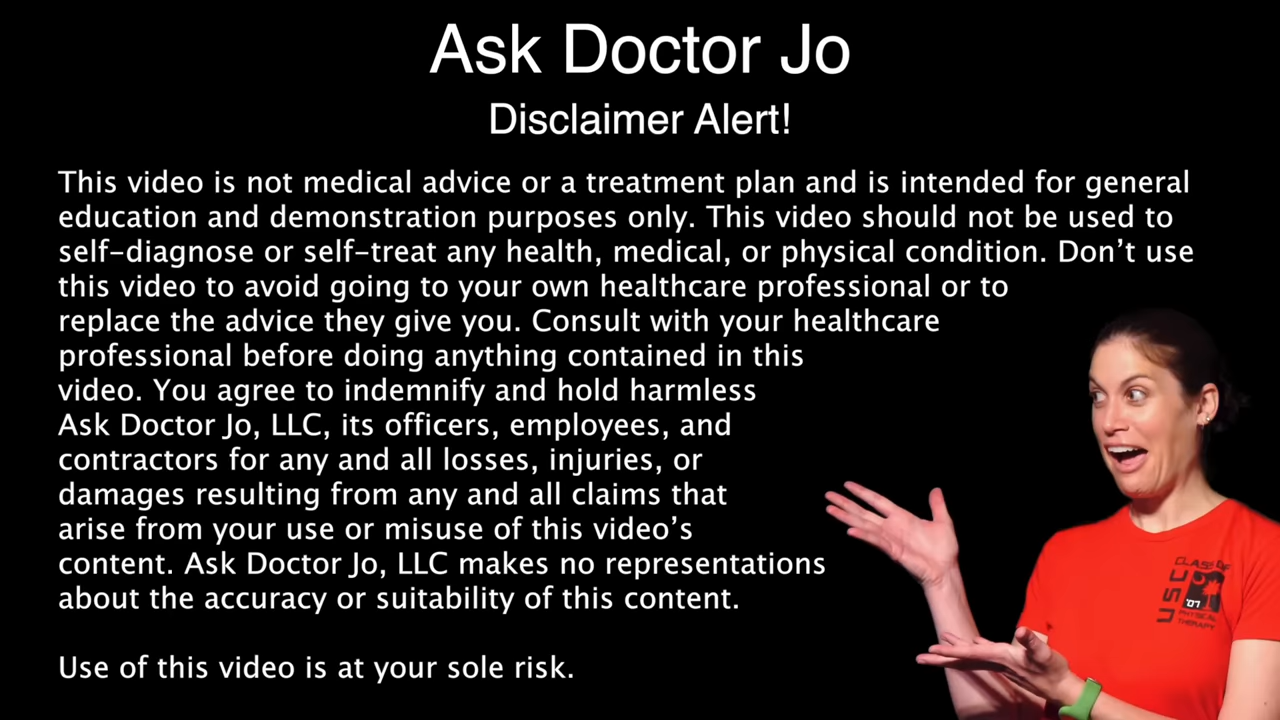 Ask Doctor Jo
Disclaimer Alert!
This video is not medical advice or a treatment plan and is intended for general
education and demonstration purposes only. This video should not be used to
self-diagnose or self-treat any health, medical, or physical condition. Don’t use
this video to avoid going to your own healthcare professional or to
replace the advice they give you. Consult with your healthcare
professional before doing anything contained in this
video. You agree to indemnify and hold harmless
Ask Doctor Jo, LLC, its officers, employees, and
contractors for any and all losses, injuries, or
damages resulting from any and all claims that
arise from your use or misuse of this video’s
content. Ask Doctor Jo, LLC makes no representations
about the accuracy or suitability of this content.
Use of this video is at your sole risk.
CLASS OF
USC
'07
PHYSICAL
THERAPY